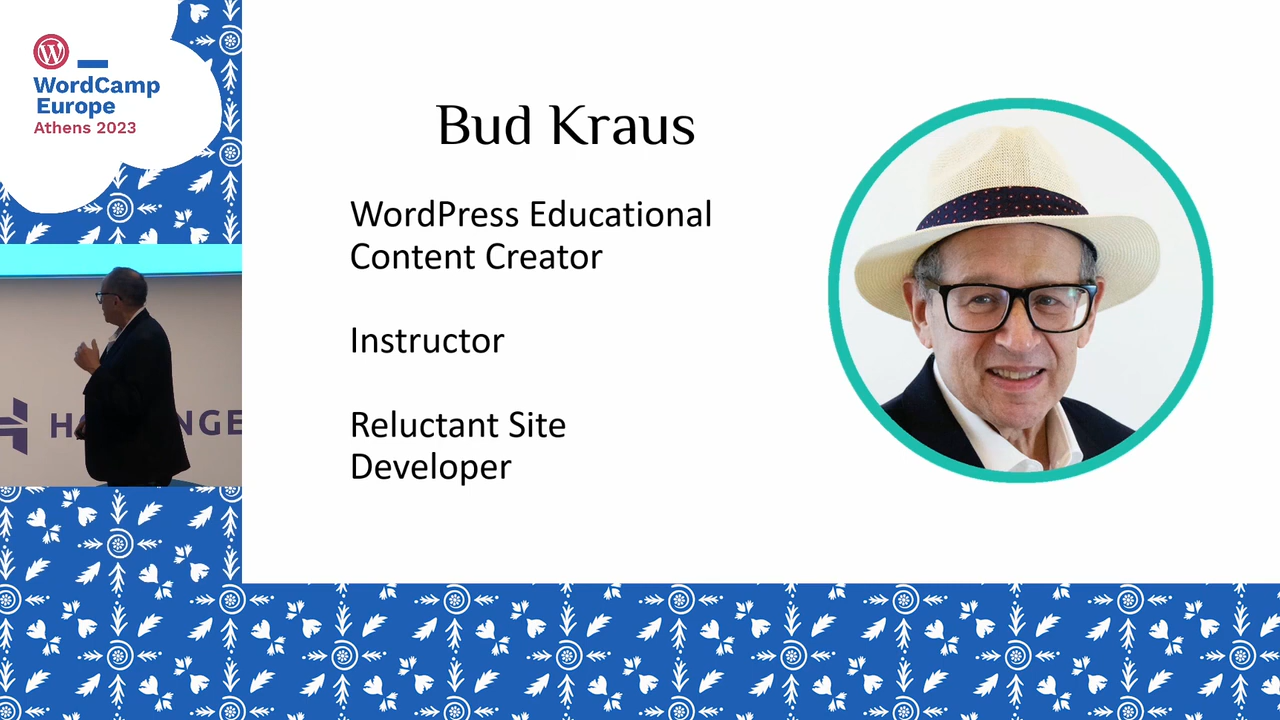 WordCamp
Europe
Athens 2023
Bud Kraus
WordPress Educational
Content Creator
Instructor
Reluctant Site
Developer